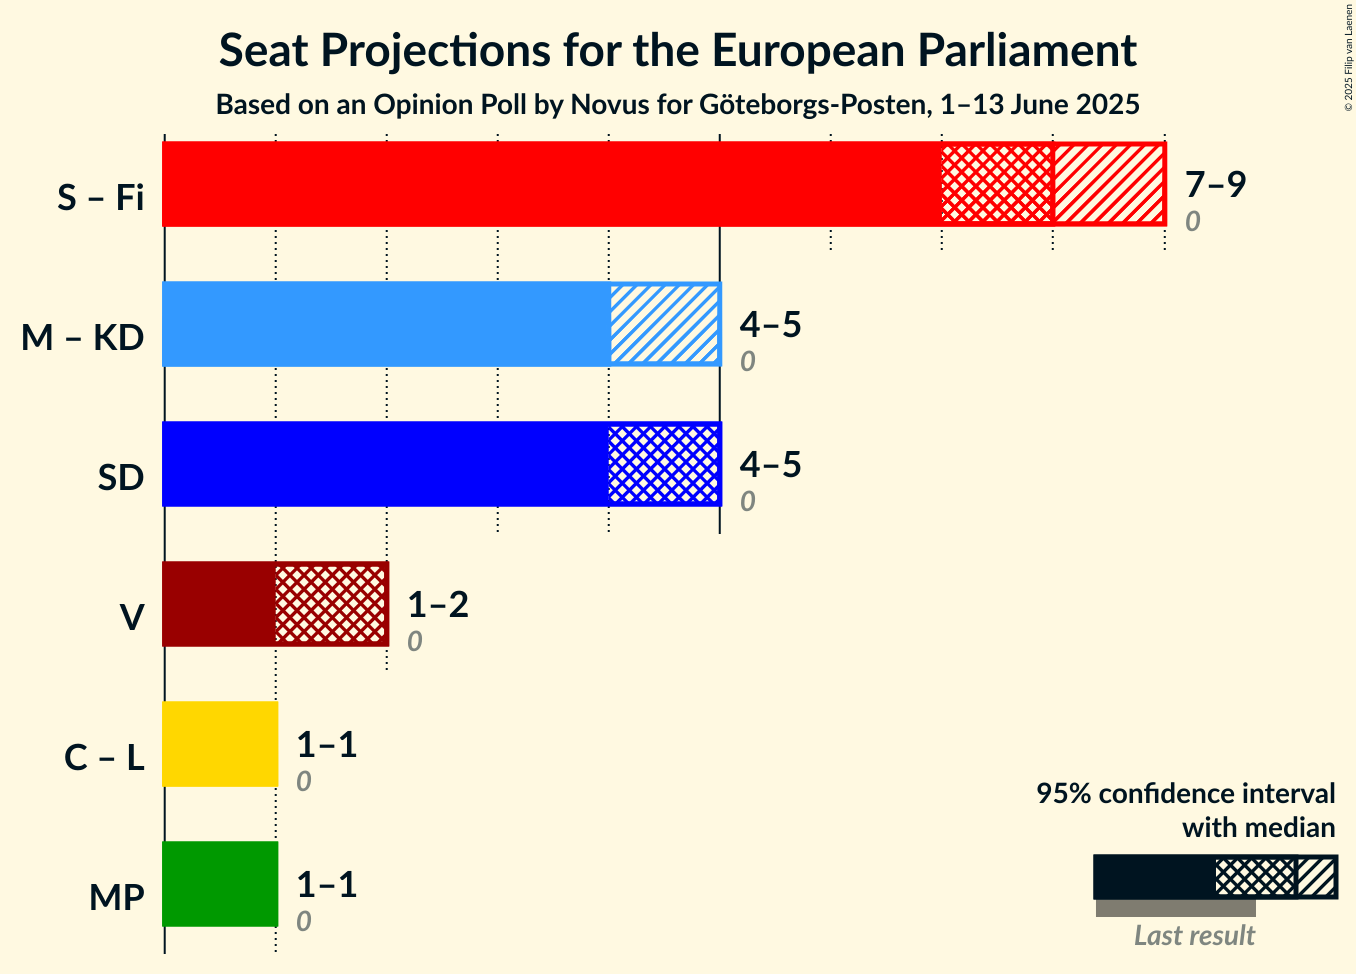 Seat Projections for the European Parliament
Based on an Opinion Poll by Novus for Göteborgs-Posten, 1–13 June 2025
© 2025 Filip van Laenen
S – Fi
7–9
0
M – KD
4–5
0
SD
4–5
0
V
1–2
0
C – L
1–1
0
MP
1–1
0
95% confidence interval
with median
Last result